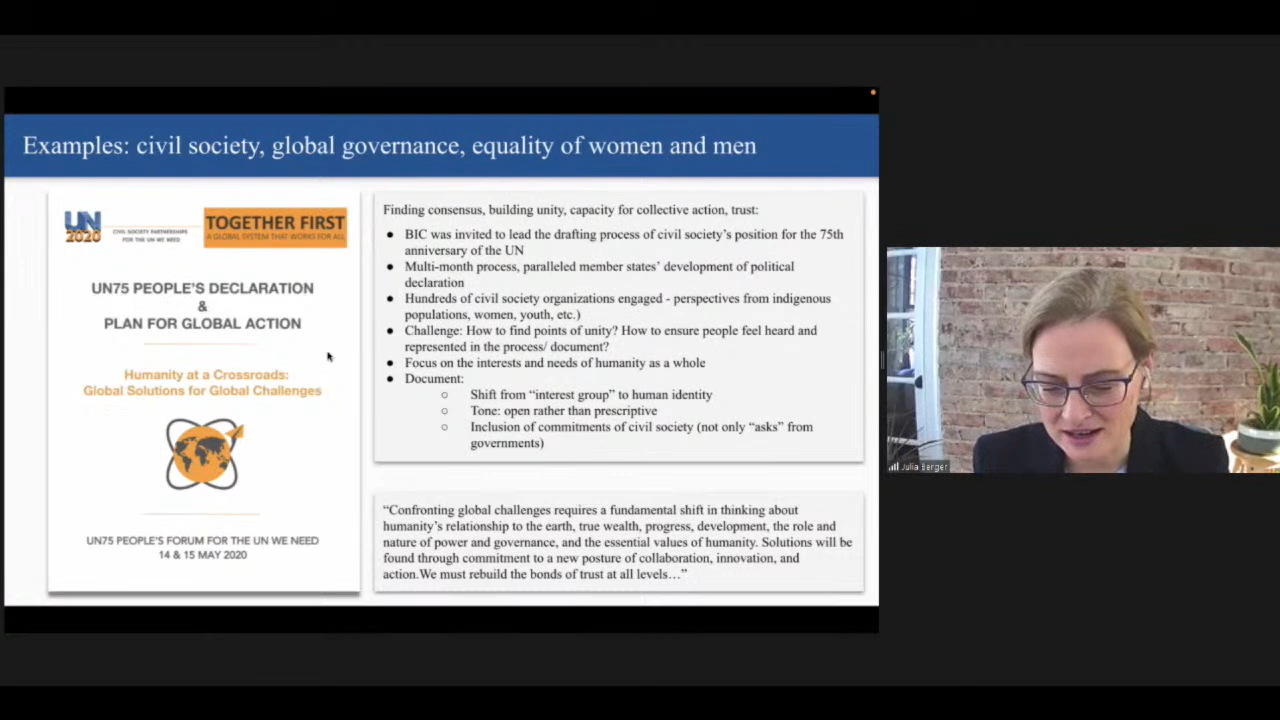 Examples: civil society, global governance, equality of women and men
UN
2020
CIVIL SOCIETY PARTNERSHIPS
FOR THE UN WE NEED
TOGETHER FIRST
A GLOBAL SYSTEM THAT WORKS FOR ALL
UN75 PEOPLE'S DECLARATION
&
PLAN FOR GLOBAL ACTION
Humanity at a Crossroads:
Global Solutions for Global Challenges
UN75 PEOPLE'S FORUM FOR THE UN WE NEED
14 & 15 MAY 2020
Finding consensus, building unity, capacity for collective action, trust:
● BIC was invited to lead the drafting process of civil society's position for the 75th
anniversary of the UN
● Multi-month process, paralleled member states' development of political
declaration
● Hundreds of civil society organizations engaged - perspectives from indigenous
populations, women, youth, etc.)
● Challenge: How to find points of unity? How to ensure people feel heard and
represented in the process/ document?
● Focus on the interests and needs of humanity as a whole
● Document:
○ Shift from “interest group” to human identity
○ Tone: open rather than prescriptive
○ Inclusion of commitments of civil society (not only “asks” from
governments)
“Confronting global challenges requires a fundamental shift in thinking about
humanity's relationship to the earth, true wealth, progress, development, the role and
nature of power and governance, and the essential values of humanity. Solutions will be
found through commitment to a new posture of collaboration, innovation, and
action.We must rebuild the bonds of trust at all levels…”
Julia Berger